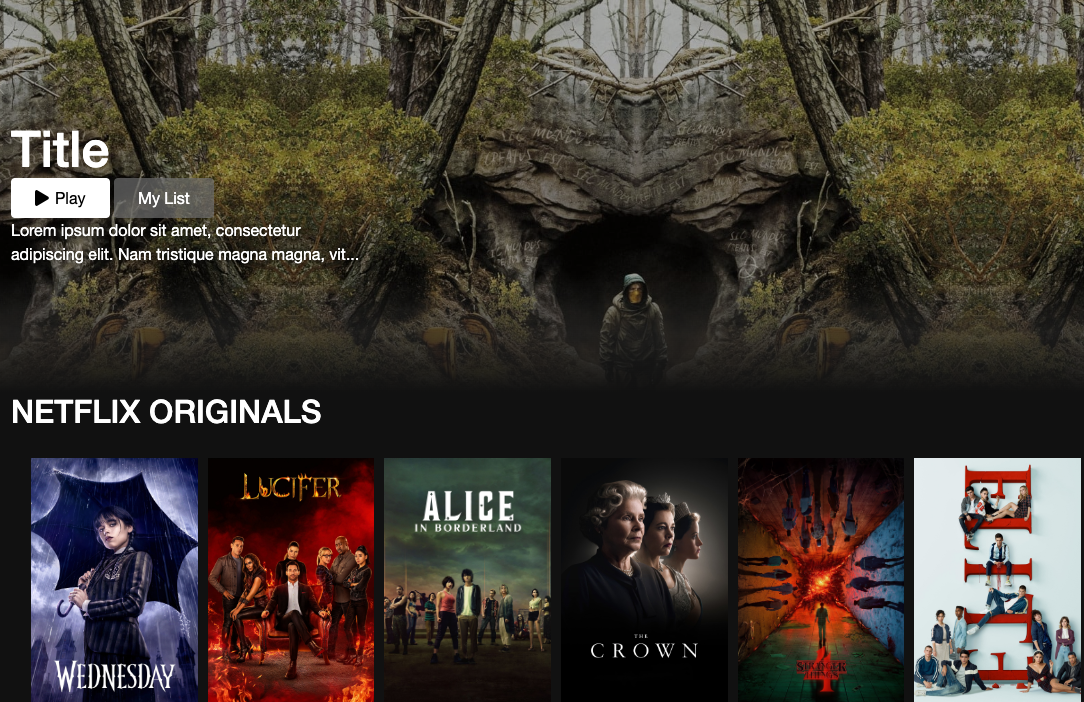 Title
Play
My List
Lorem ipsum dolor sit amet, consectetur
adipiscing elit. Nam tristique magna magna, vit...
NETFLIX ORIGINALS
LUCIFER
ALICE
IN BORDERLAND
THE
CROWN
STRANGER
THINGS
4
ELITE
WEDNESDAY